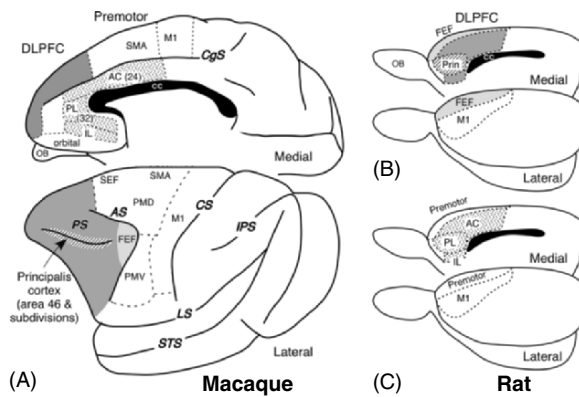 (A)
Premotor
DLPFC
SMA
M1
CgS
AC (24)
cc
PL
(32)
IL
orbital
OB
Medial
SEF
SMA
PMD
AS
M1
CS
IPS
PS
FEF
PMV
Principalis
cortex
(area 46 &
subdivisions)
LS
STS
Lateral
Macaque
DLPFC
FEF
OB
Prin
cc
Medial
FEF
M1
(B)
Lateral
Premotor
AC
PL
IL
Medial
Premotor
M1
Lateral
(C)
Rat